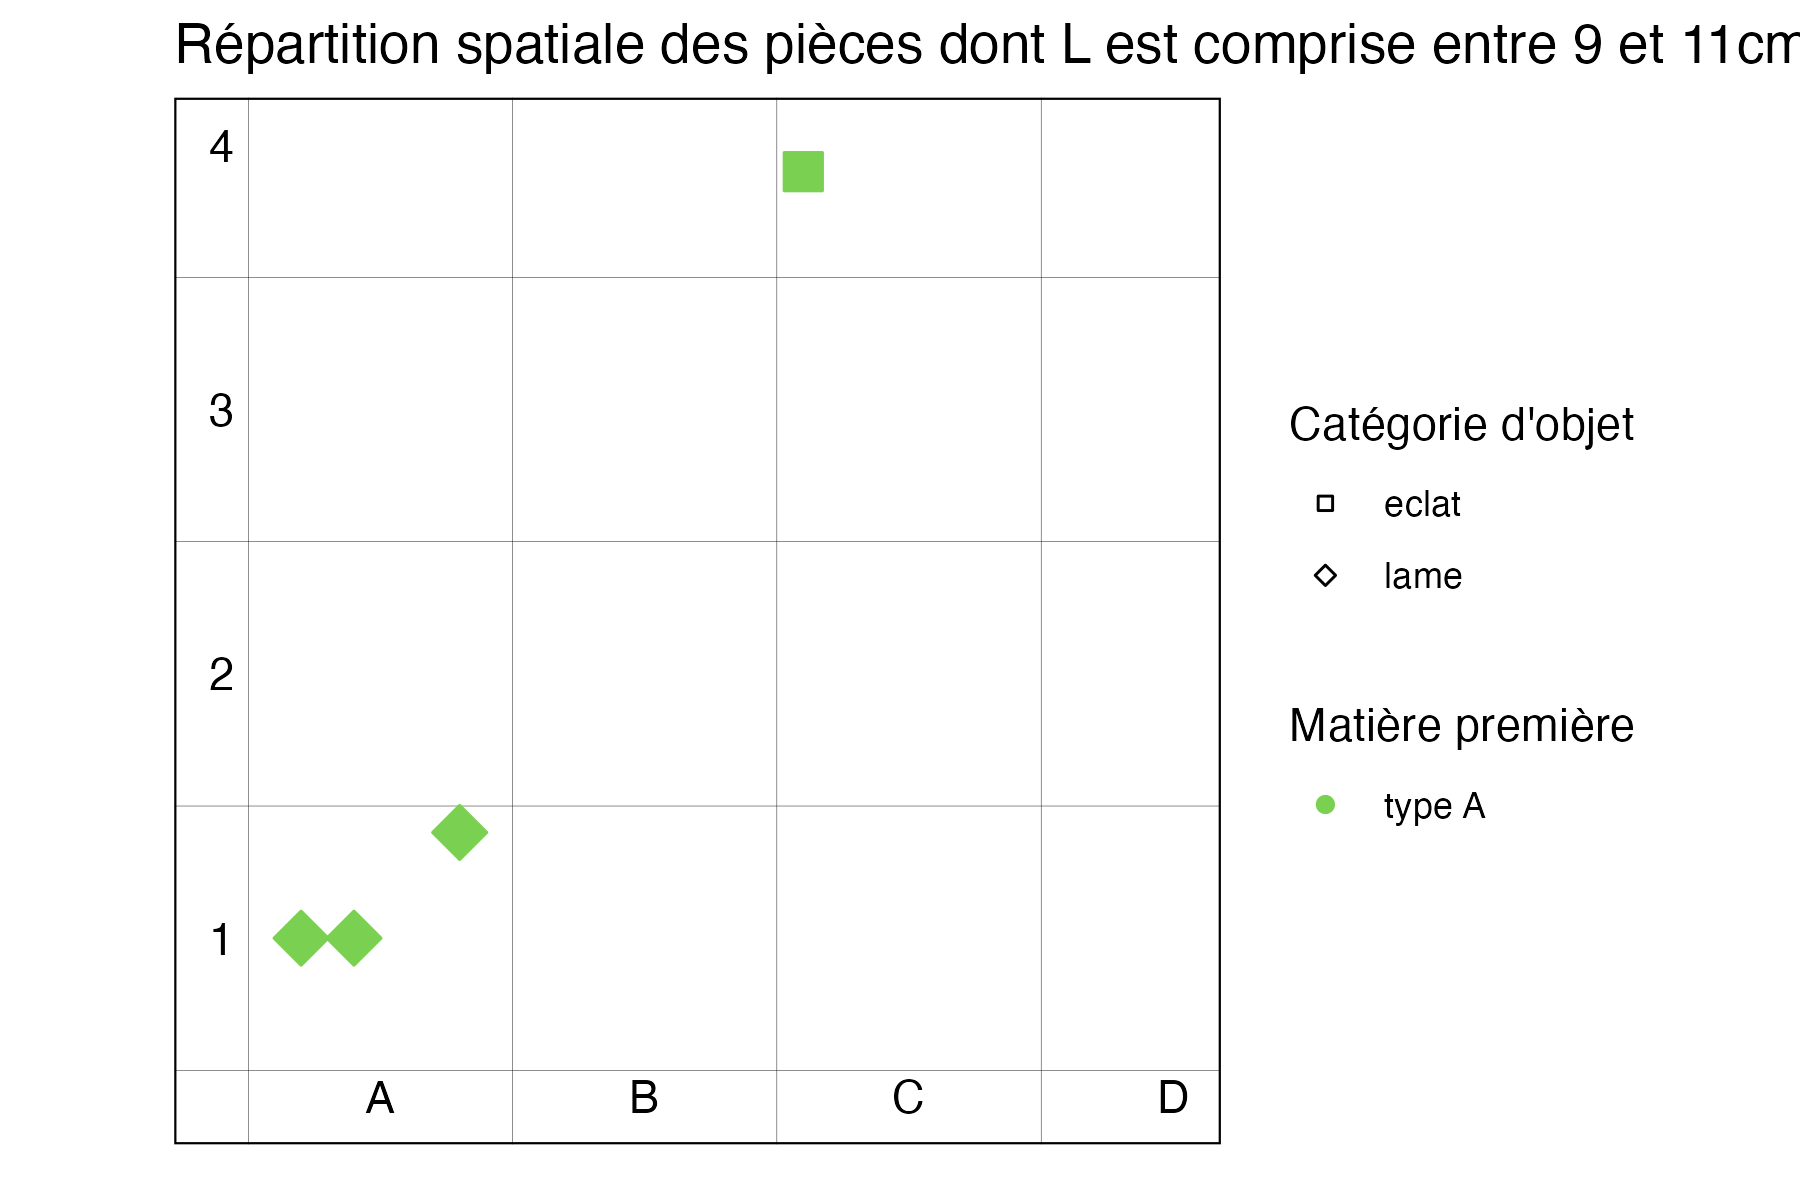 Répartition spatiale des pièces dont L est comprise entre 9 et 11cm
4
3
2
1
A B C D
Catégorie d'objet
eclat
lame
Matière première
type A